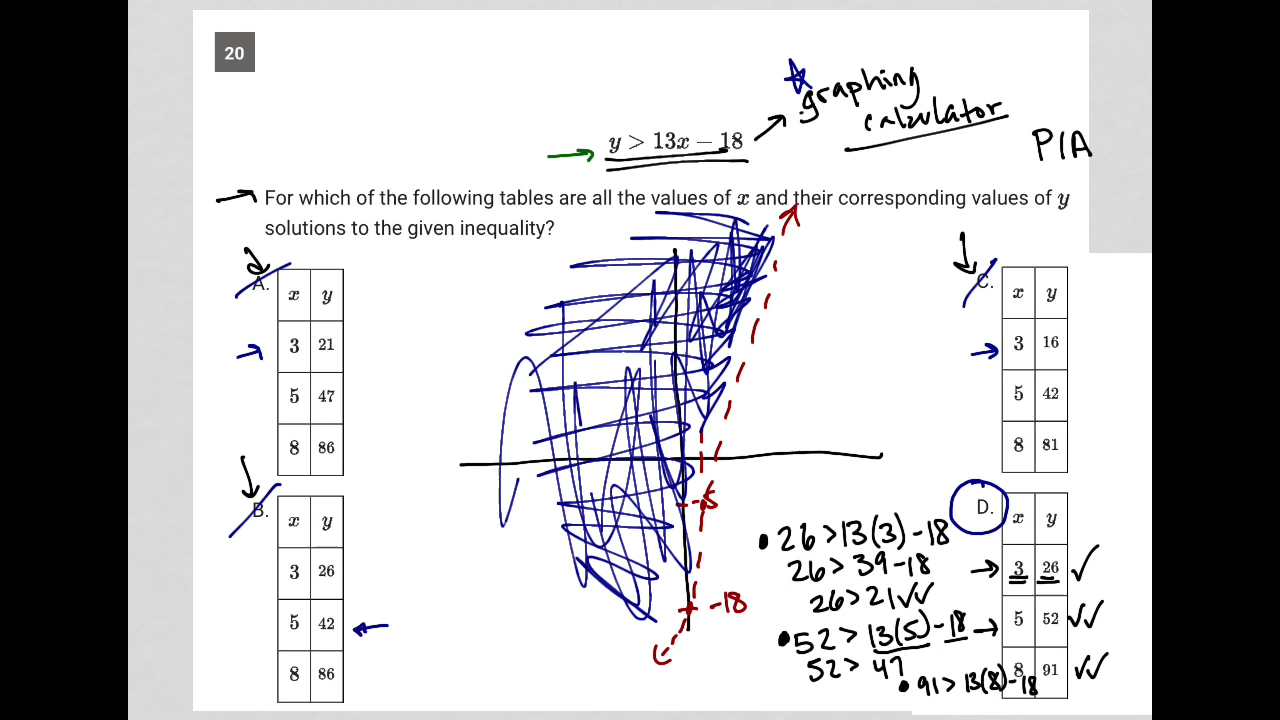 20
graphing
calculator
y > 13x − 18
PIA
For which of the following tables are all the values of x and their corresponding values of y
solutions to the given inequality?
A.
x y
3 21
5 47
8 86
B.
x y
3 26
5 42
8 86
C.
x y
3 16
5 42
8 81
D.
x y
3 26
5 52
8 91
-5
-18
26 > 13(3) - 18
26 > 39 - 18
26 > 21 ✓✓
52 > 13(5) - 18
52 > 47
91 > 13(8) - 18